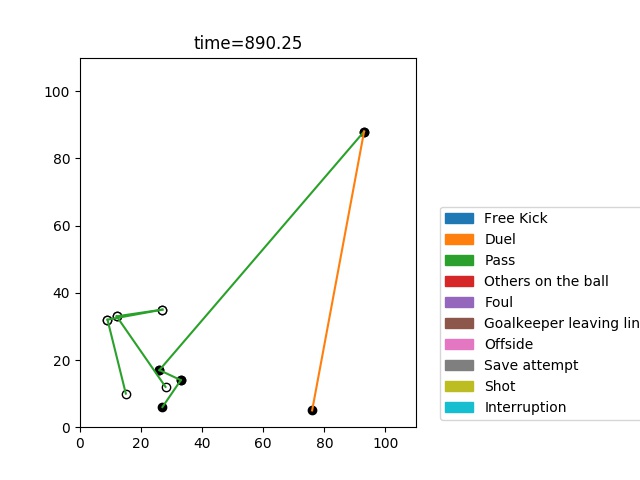 time=890.25
100
80
60
40
20
0
0 20 40 60 80 100
Free Kick
Duel
Pass
Others on the ball
Foul
Goalkeeper leaving lin
Offside
Save attempt
Shot
Interruption